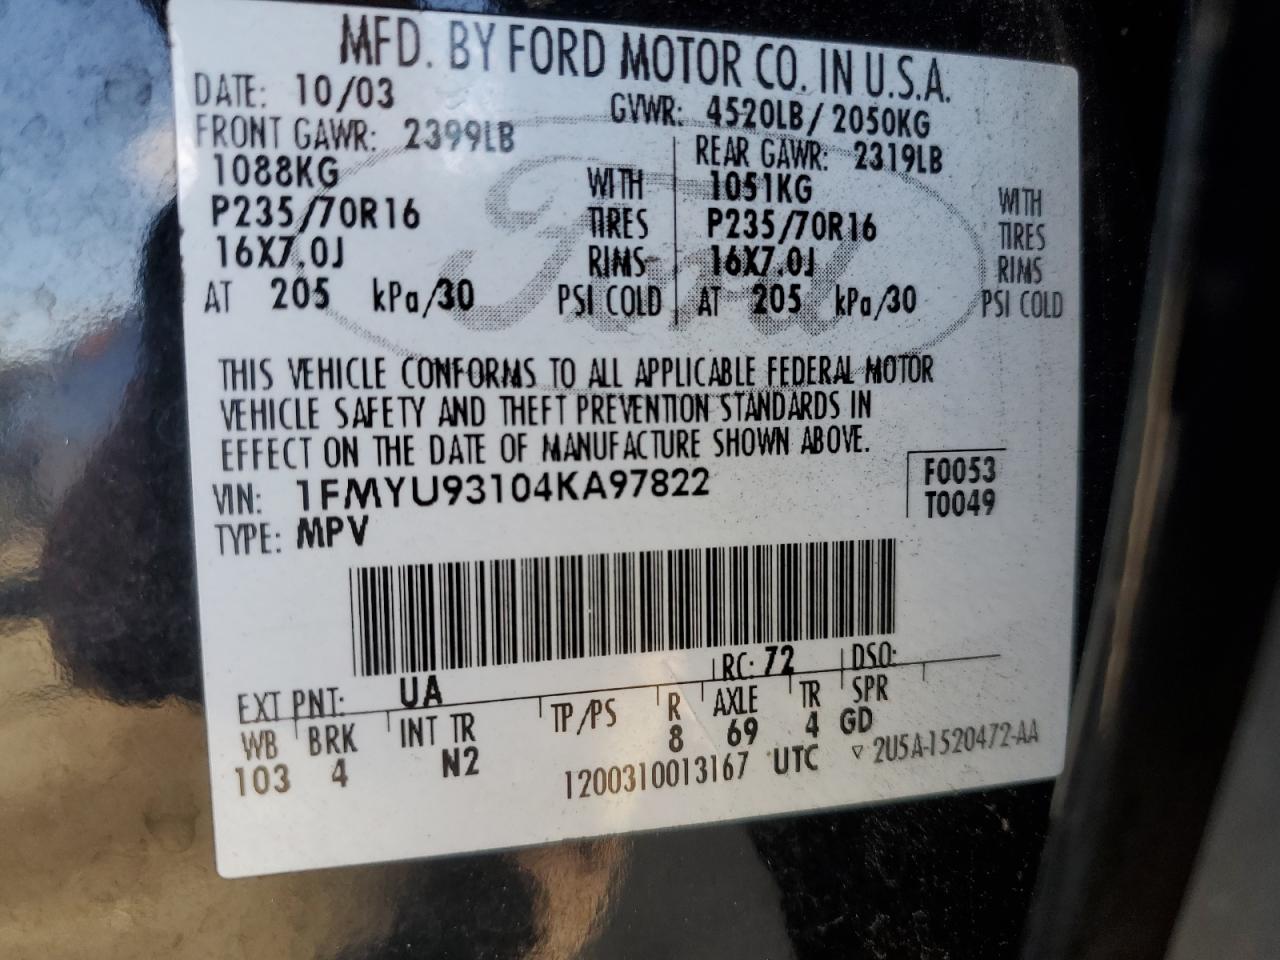 MFD. BY FORD MOTOR CO. IN U.S.A.
DATE: 10/03 GVWR: 4520LB/2050KG
FRONT GAWR: 2399LB REAR GAWR: 2319LB
1088KG WITH 1051KG WITH
P235/70R16 TIRES P235/70R16 TIRES
16X7.0J RIMS 16X7.0J RIMS
AT 205 kPa/30 PSI COLD AT 205 kPa/30 PSI COLD
Ford
THIS VEHICLE CONFORMS TO ALL APPLICABLE FEDERAL MOTOR
VEHICLE SAFETY AND THEFT PREVENTION STANDARDS IN
EFFECT ON THE DATE OF MANUFACTURE SHOWN ABOVE.
VIN: 1FMYU93104KA97822 F0053
TYPE: MPV T0049
EXT PNT: UA RC: 72 DSO:
WB BRK INT TR TP/PS R AXLE TR SPR
103 4 N2 8 69 4 GD
1200310013167 UTC ▽ 2U5A-1520472-AA